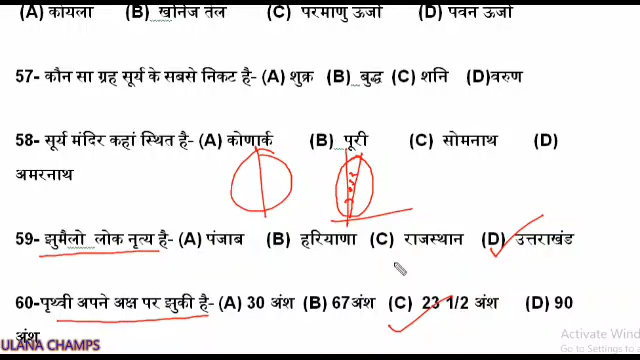 (A) कोयला (B) खनिज तेल (C) परमाणु ऊर्जा (D) पवन ऊर्जा
57- कौन सा ग्रह सूर्य के सबसे निकट है- (A) शुक्र (B) बुद्ध (C) शनि (D)वरुण
58- सूर्य मंदिर कहां स्थित है- (A) कोणार्क (B) पूरी (C) सोमनाथ (D)
अमरनाथ
59- झुमैलो लोक नृत्य है- (A) पंजाब (B) हरियाणा (C) राजस्थान (D) उत्तराखंड
60-पृथ्वी अपने अक्ष पर झुकी है- (A) 30 अंश (B) 67अंश (C) 23 1/2 अंश (D) 90
अंश
ULANA CHAMPS
Activate Wind
Go to Settings to a